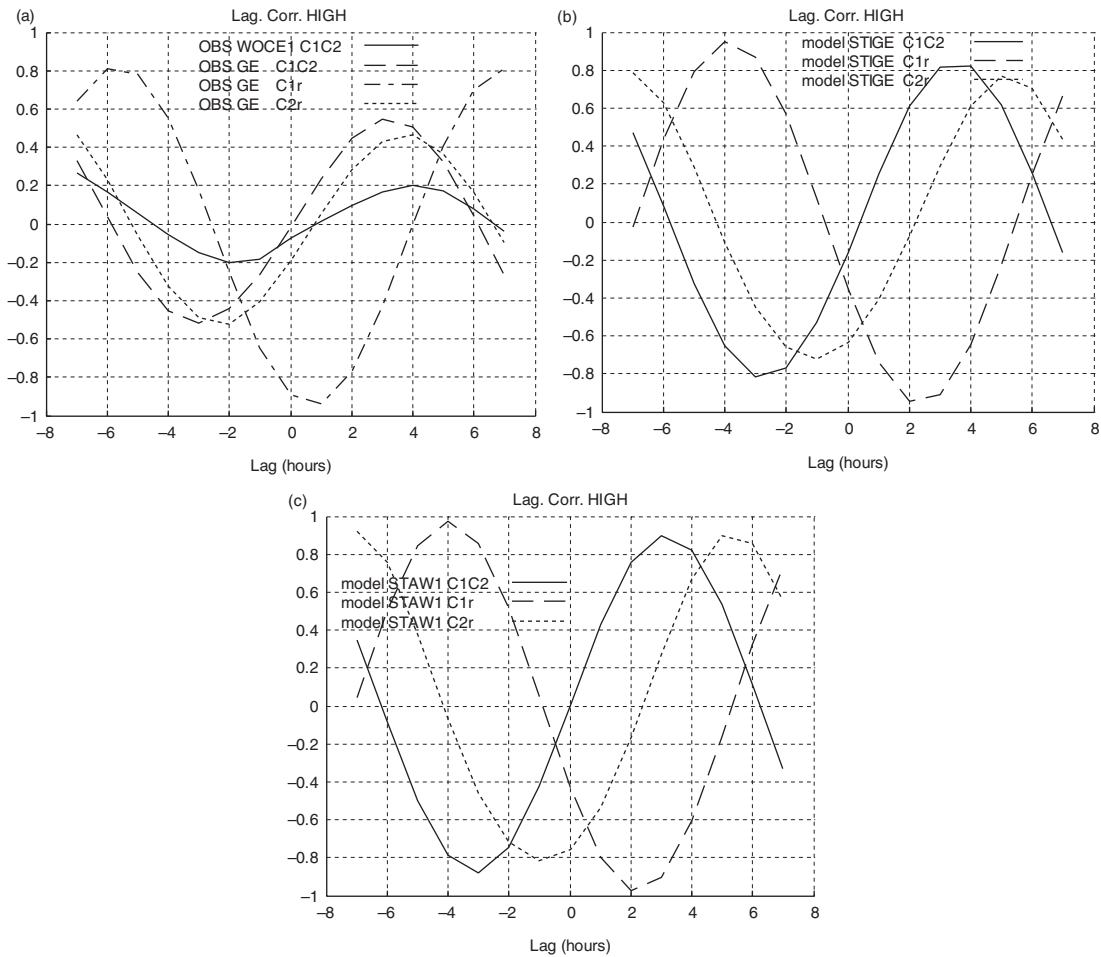 (a)
Lag. Corr. HIGH
OBS WOCE1 C1C2
OBS GE C1C2
OBS GE C1r
OBS GE C2r
1
0.8
0.6
0.4
0.2
0
–0.2
–0.4
–0.6
–0.8
–1
–8 –6 –4 –2 0 2 4 6 8
Lag (hours)
(b)
Lag. Corr. HIGH
model STIGE C1C2
model STIGE C1r
model STIGE C2r
1
0.8
0.6
0.4
0.2
0
–0.2
–0.4
–0.6
–0.8
–1
–8 –6 –4 –2 0 2 4 6 8
Lag (hours)
(c)
Lag. Corr. HIGH
model STAW1 C1C2
model STAW1 C1r
model STAW1 C2r
1
0.8
0.6
0.4
0.2
0
–0.2
–0.4
–0.6
–0.8
–1
–8 –6 –4 –2 0 2 4 6 8
Lag (hours)